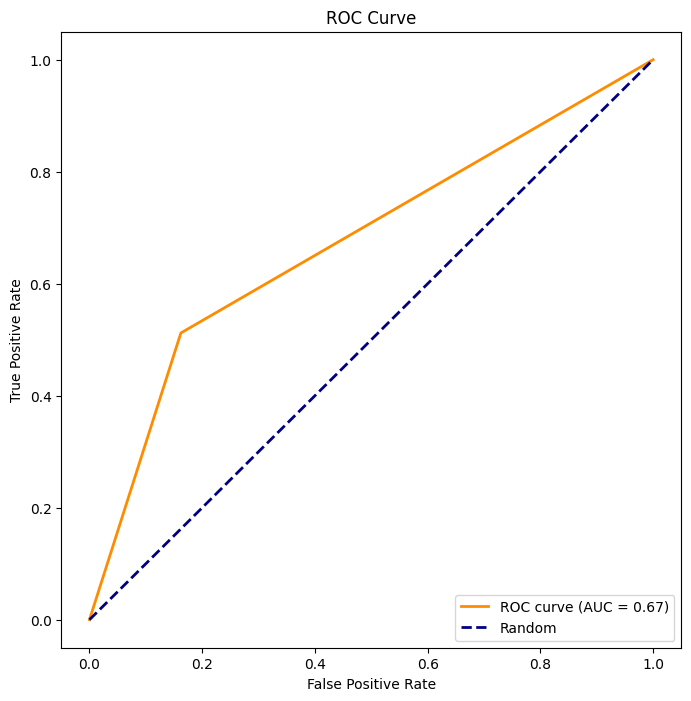 ROC Curve
True Positive Rate
1.0
0.8
0.6
0.4
0.2
0.0
0.0 0.2 0.4 0.6 0.8 1.0
False Positive Rate
ROC curve (AUC = 0.67)
Random